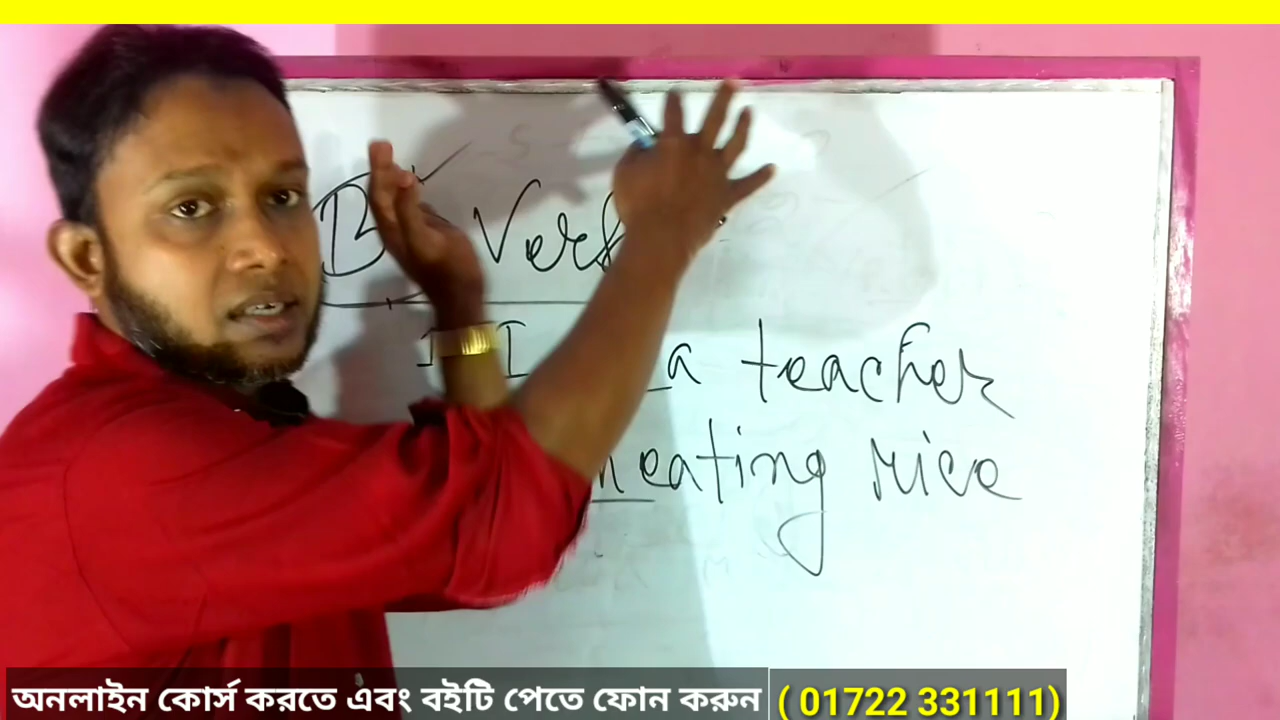 Verb
I a teacher
eating rice
অনলাইন কোর্স করতে এবং বইটি পেতে ফোন করুন ( 01722 331111)